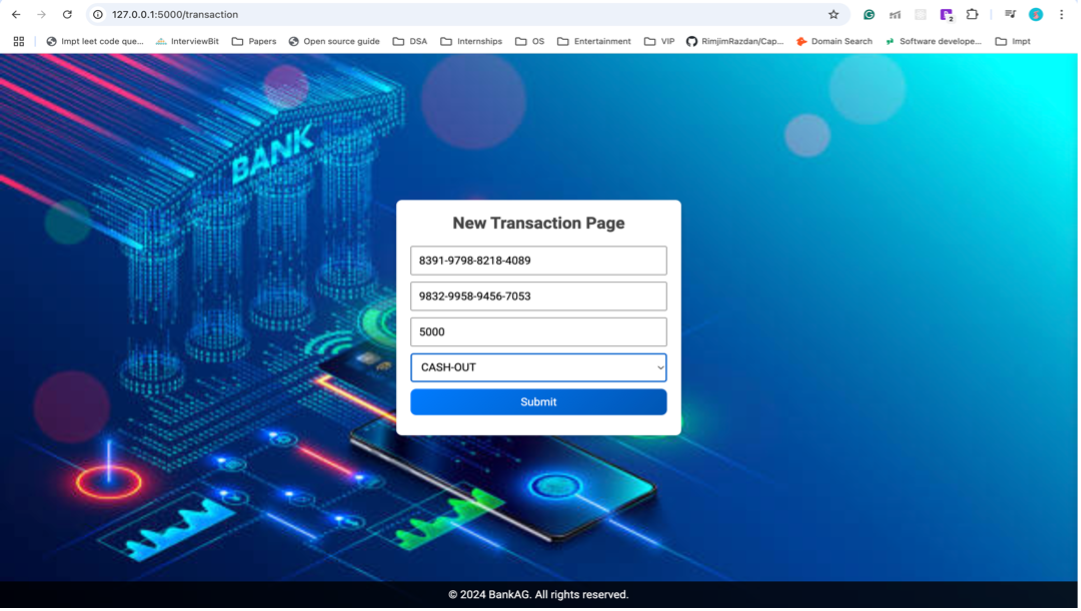 127.0.0.1:5000/transaction
Impt leet code que...
InterviewBit
Papers
Open source guide
DSA
Internships
OS
Entertainment
VIP
RimjimRazdan/Cap...
Domain Search
Software develope...
Impt
BANK
New Transaction Page
8391-9798-8218-4089
9832-9958-9456-7053
5000
CASH-OUT
Submit
© 2024 BankAG. All rights reserved.